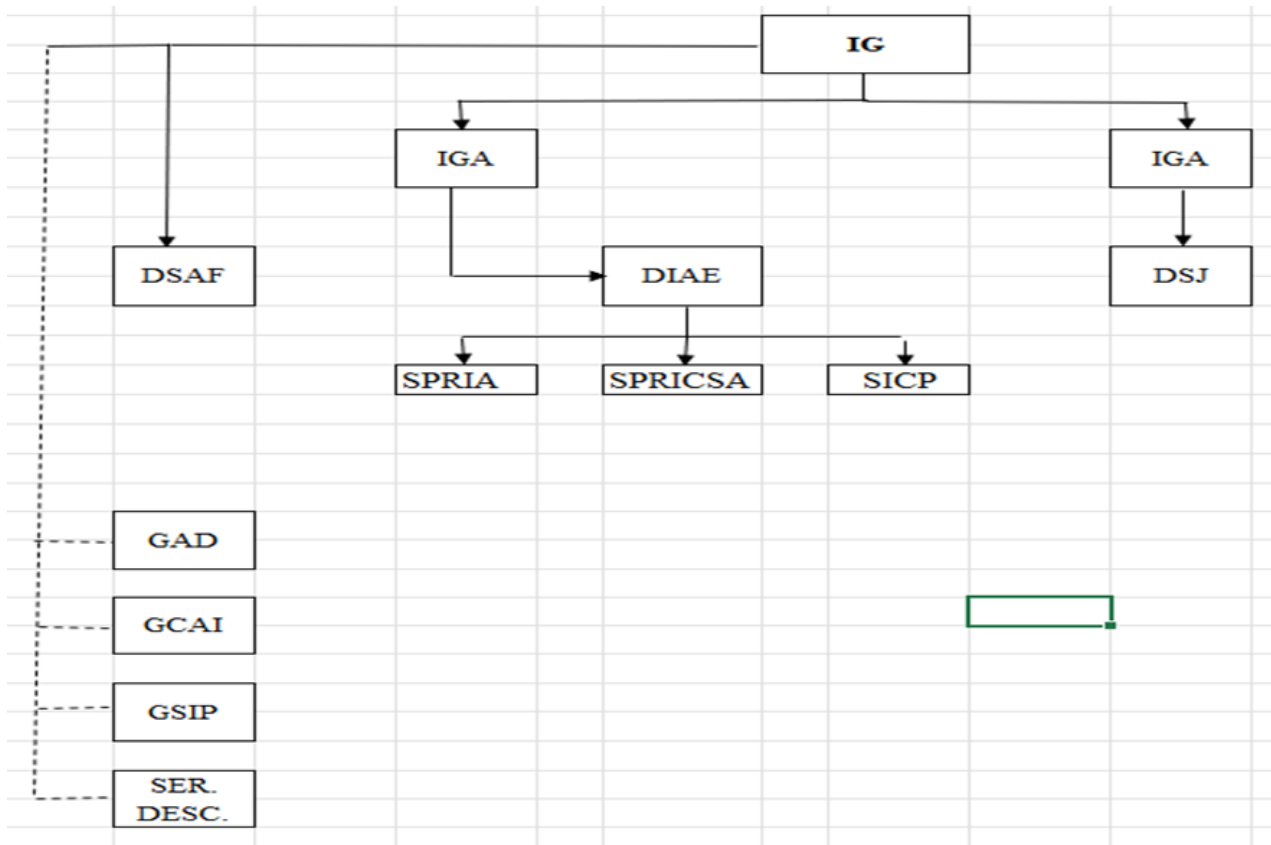 IG
IGA
IGA
DSAF
DIAE
DSJ
SPRIA
SPRICSA
SICP
GAD
GCAI
GSIP
SER.
DESC.